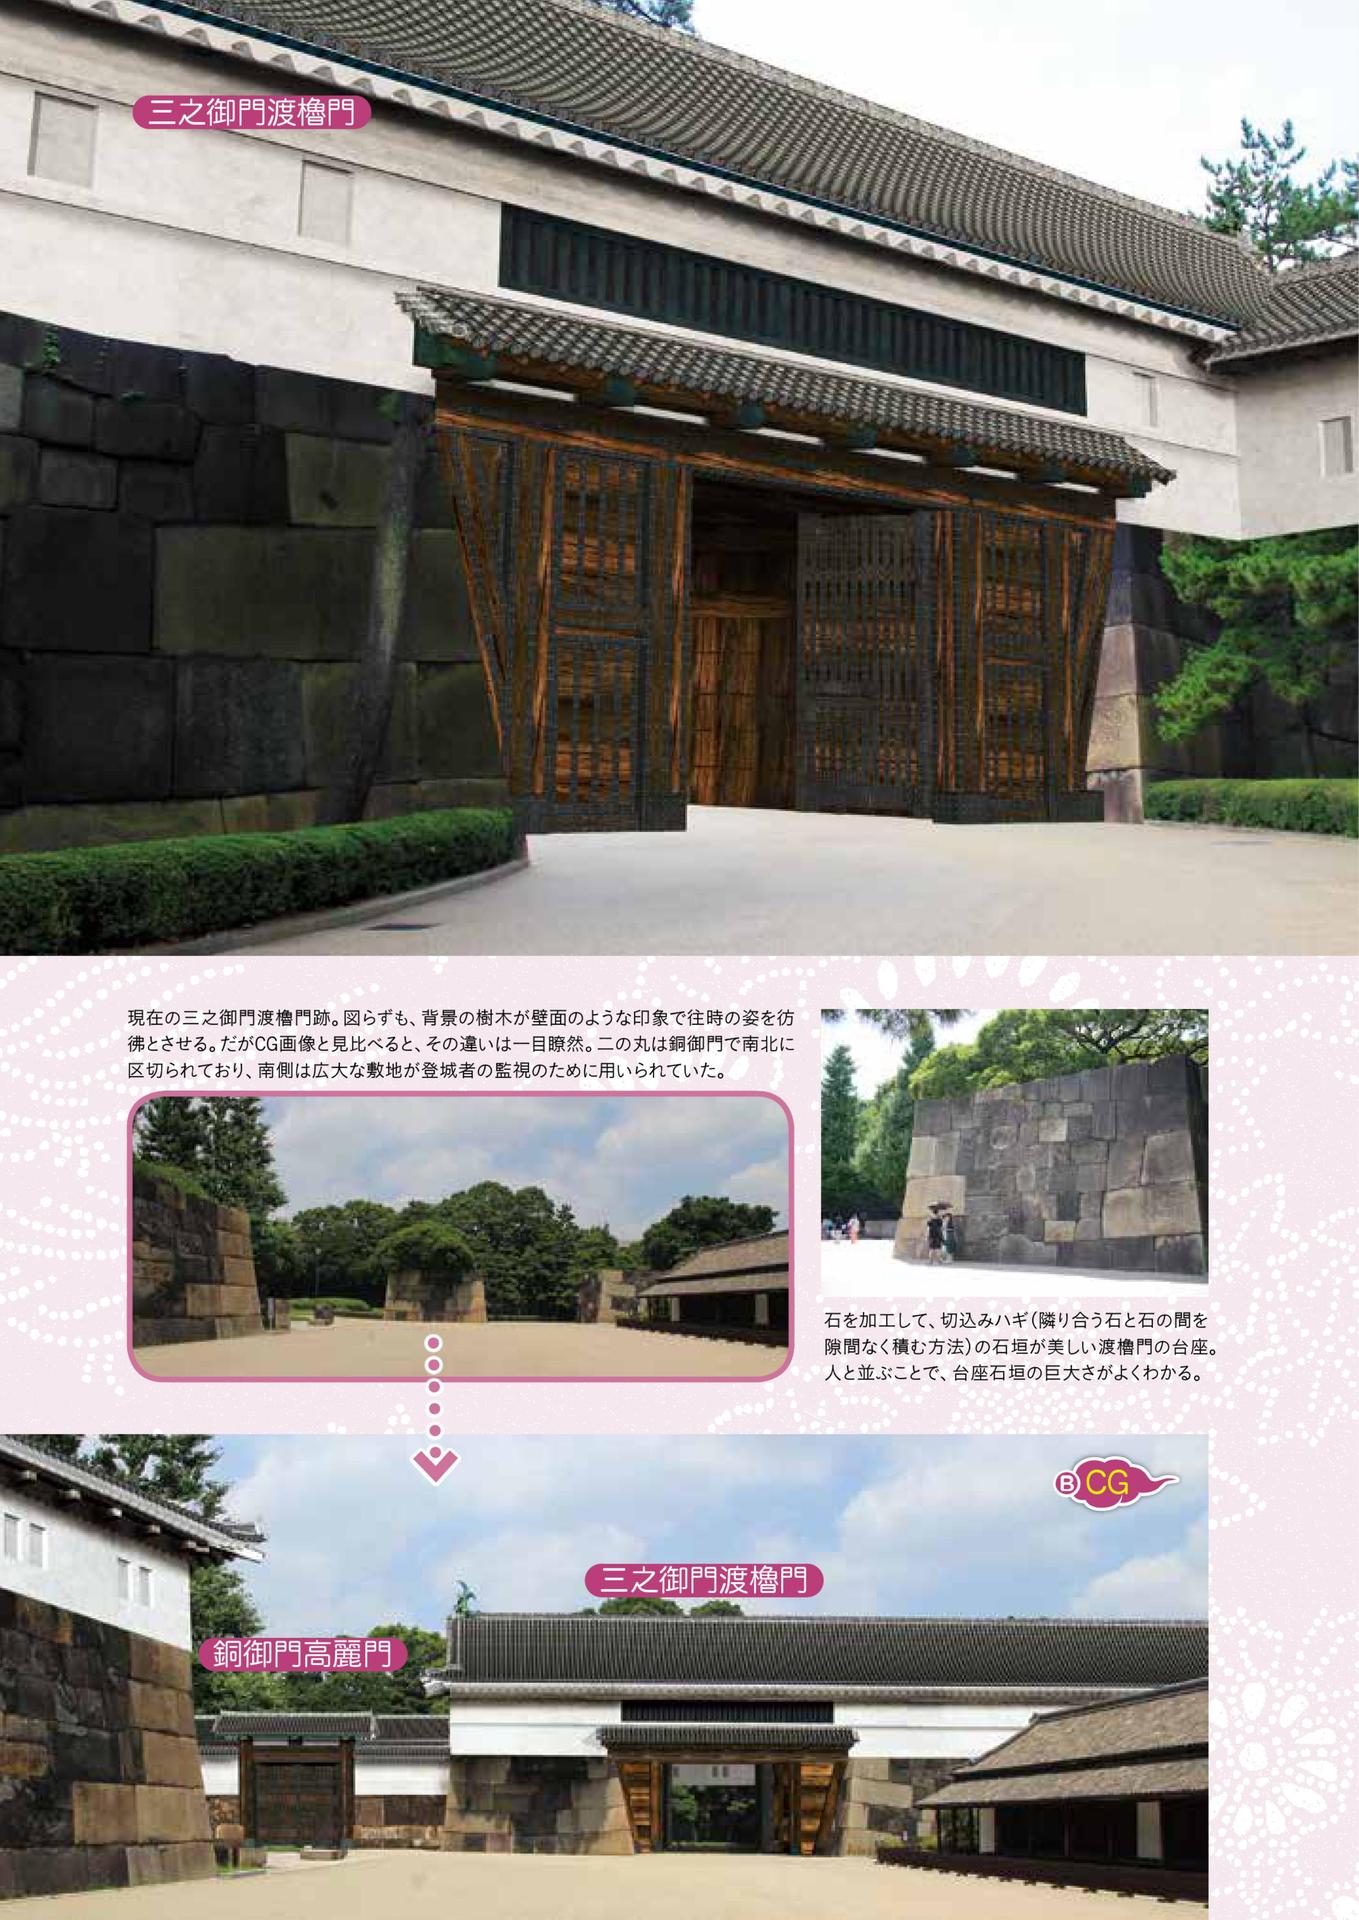 三之御門渡櫓門
現在の三之御門渡櫓門跡。図らずも、背景の樹木が壁面のような印象で往時の姿を彷
彿とさせる。だがCG画像と見比べると、その違いは一目瞭然。二の丸は銅御門で南北に
区切られており、南側は広大な敷地が登城者の監視のために用いられていた。
石を加工して、切込みハギ（隣り合う石と石の間を
隙間なく積む方法）の石垣が美しい渡櫓門の台座。
人と並ぶことで、台座石垣の巨大さがよくわかる。
B CG
三之御門渡櫓門
銅御門高麗門